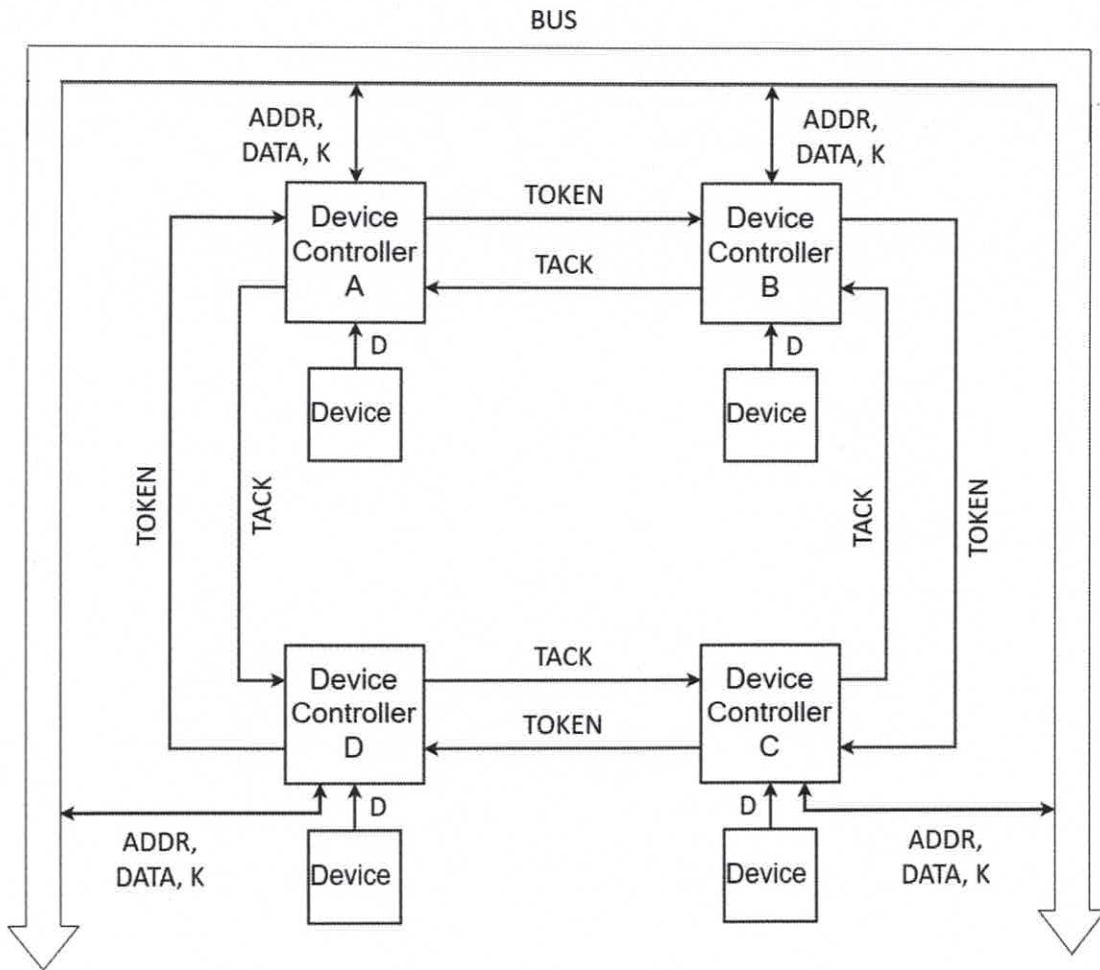 BUS
ADDR,
DATA, K
ADDR,
DATA, K
Device
Controller
A
TOKEN
TACK
Device
Controller
B
D
Device
D
Device
TOKEN
TACK
TACK
TOKEN
Device
Controller
D
TACK
TOKEN
Device
Controller
C
ADDR,
DATA, K
D
Device
D
Device
ADDR,
DATA, K